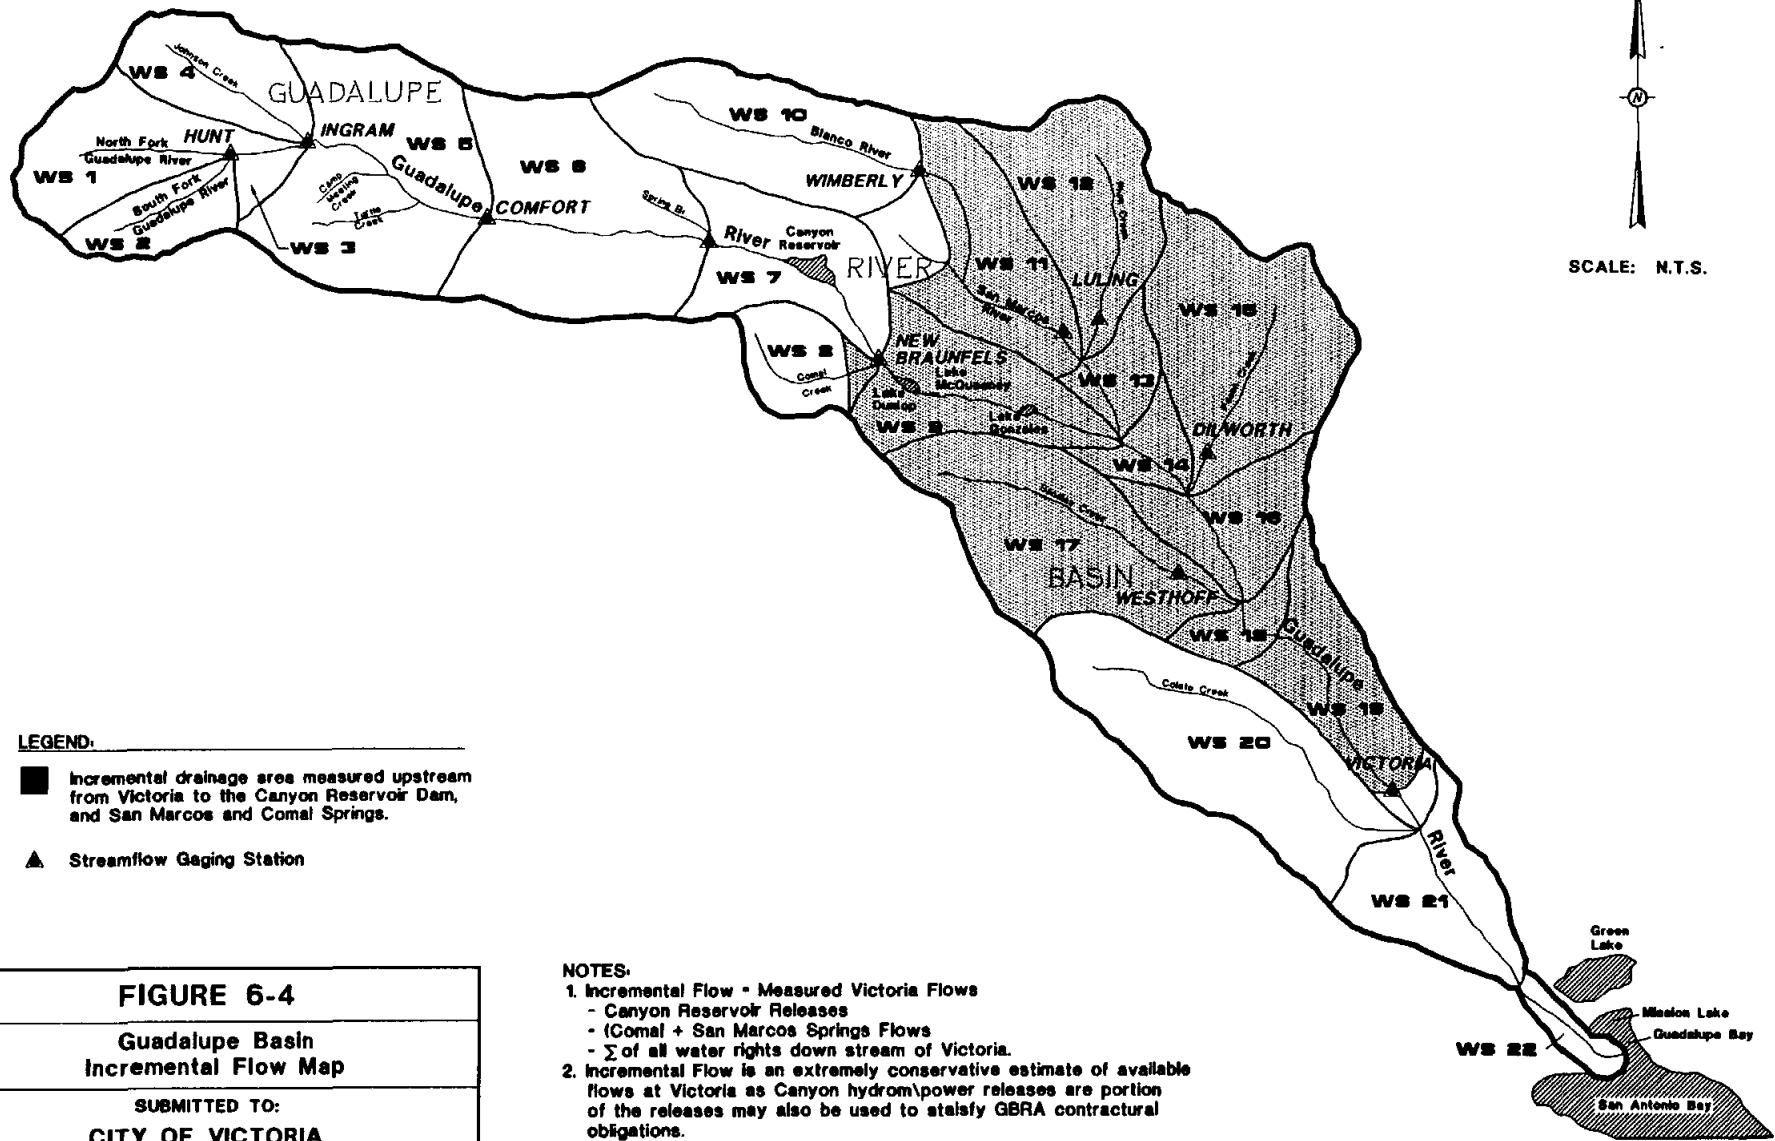 N
SCALE: N.T.S.
GUADALUPE
RIVER
BASIN
WS 4
Johnson Creek
HUNT
INGRAM
North Fork
Guadalupe River
WS 1
South Fork
Guadalupe River
WS 2
WS 3
WS 5
Camp
Meeting
Creek
Turtle
Creek
Guadalupe
COMFORT
WS 6
Spring Br.
River
Canyon
Reservoir
WS 7
WS 10
Blanco River
WIMBERLY
WS 8
Comal
Creek
NEW
BRAUNFELS
Lake
McQueeney
Lake
Dunlop
Lake
Gonzales
WS 9
WS 11
San Marcos
River
WS 12
LULING
WS 13
WS 14
WS 15
DILWORTH
WS 16
WS 17
WESTHOFF
Guadalupe
WS 20
Coleto Creek
VICTORIA
River
WS 21
WS 22
Green
Lake
Mission Lake
Guadalupe Bay
San Antonio Bay
LEGEND:
Incremental drainage area measured upstream
from Victoria to the Canyon Reservoir Dam,
and San Marcos and Comal Springs.
Streamflow Gaging Station
FIGURE 6-4
Guadalupe Basin
Incremental Flow Map
SUBMITTED TO:
CITY OF VICTORIA
NOTES:
1. Incremental Flow = Measured Victoria Flows
- Canyon Reservoir Releases
- (Comal + San Marcos Springs Flows
- Σ of all water rights down stream of Victoria.
2. Incremental Flow is an extremely conservative estimate of available
flows at Victoria as Canyon hydrom\power releases are portion
of the releases may also be used to staisfy GBRA contractural
obligations.